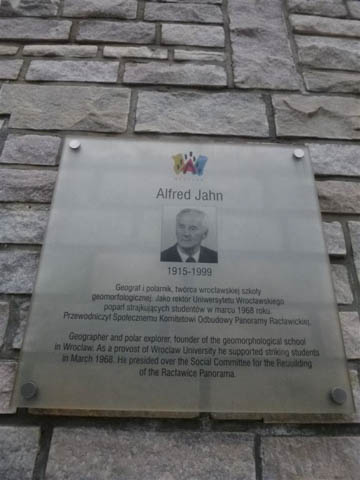 Alfred Jahn
1915-1999
Geograf i polarnik, twórca wrocławskiej szkoły
geomorfologicznej. Jako rektor Uniwersytetu Wrocławskiego
poparł strajkujących studentów w marcu 1968 roku.
Przewodniczył Społecznemu Komitetowi Odbudowy Panoramy Racławickiej.
Geographer and polar explorer, founder of the geomorphological school
in Wrocław. As a provost of Wrocław University he supported striking students
in March 1968. He presided over the Social Committee for the Rebuilding
of the Racławice Panorama.